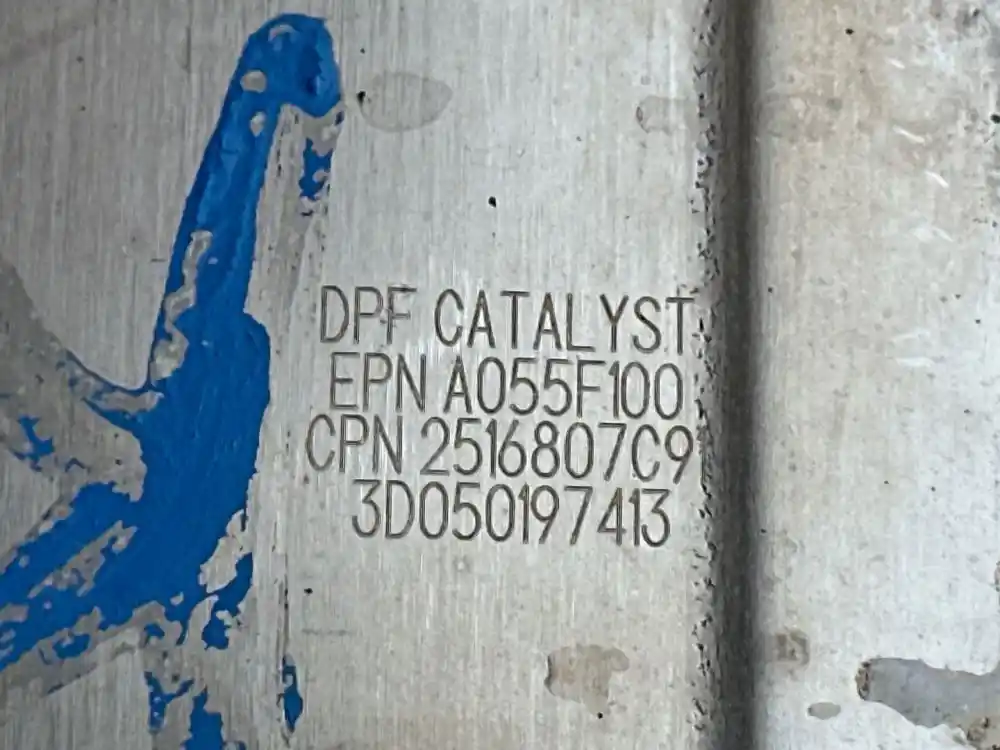 DPF CATALYST
EPN A055F100
CPN 2516807C9
3D050197413